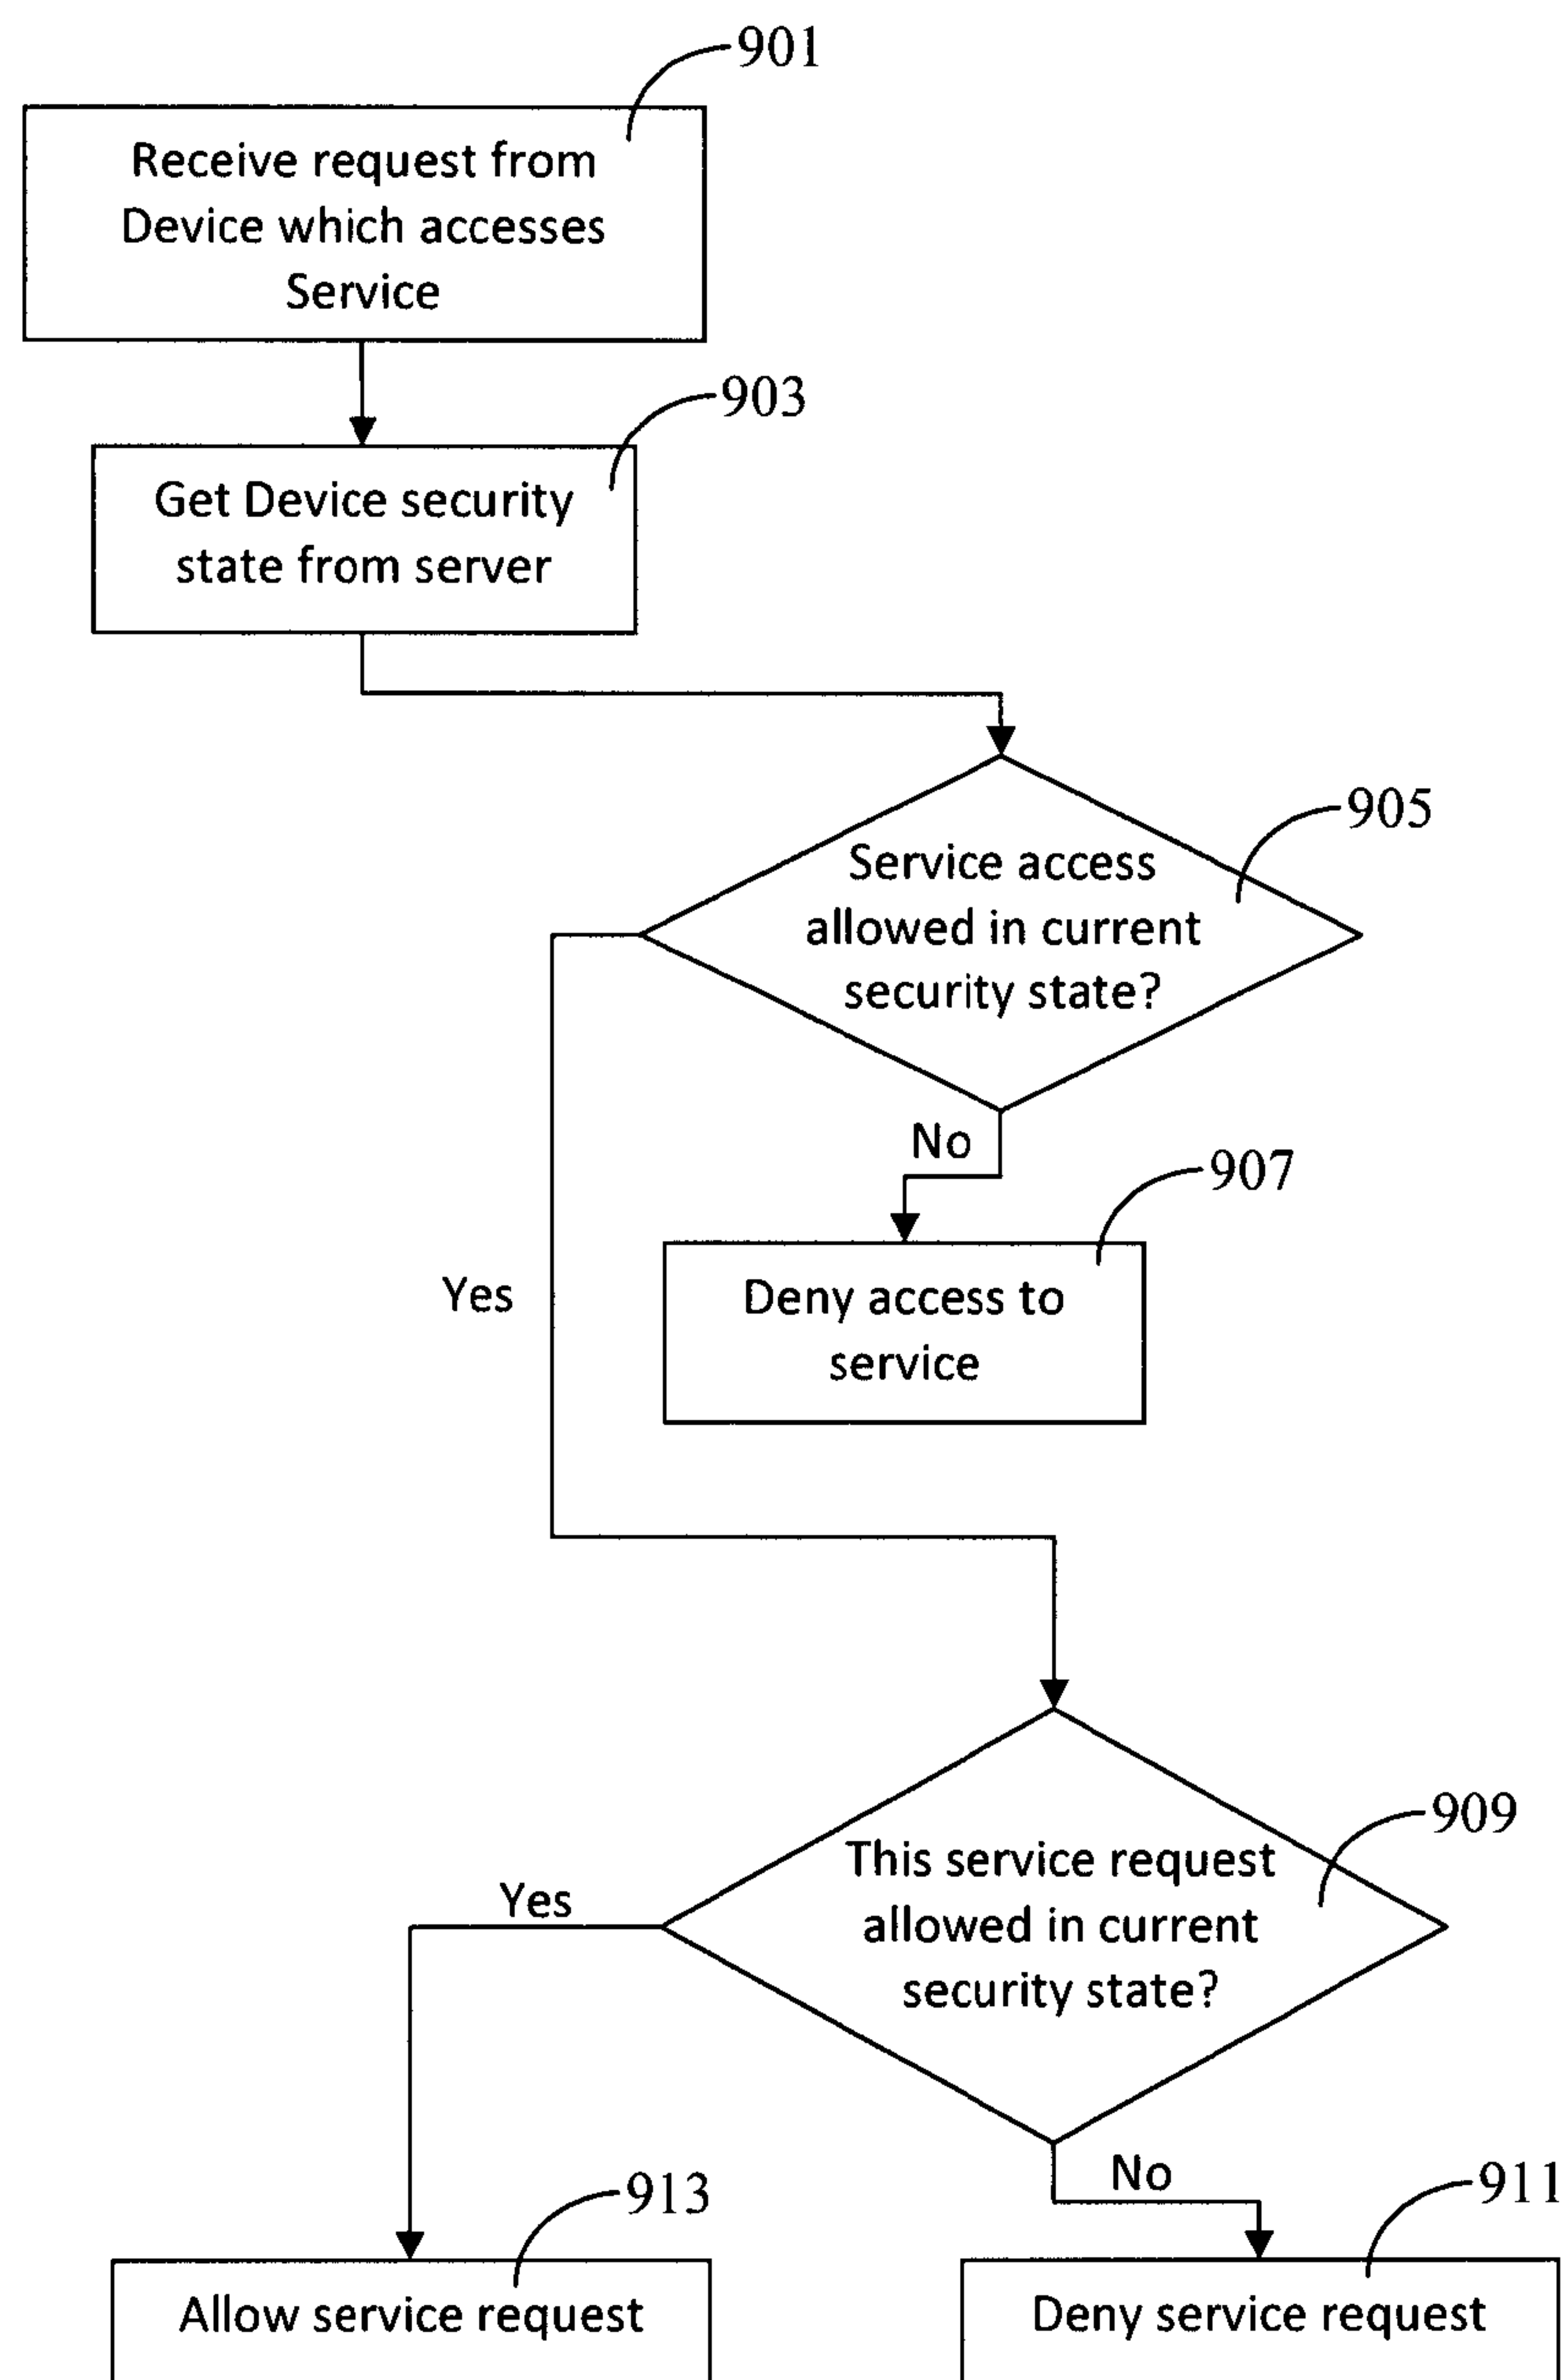 901
Receive request from
Device which accesses
Service
903
Get Device security
state from server
905
Service access
allowed in current
security state?
No
907
Yes
Deny access to
service
909
This service request
allowed in current
security state?
Yes
No
913
911
Allow service request
Deny service request